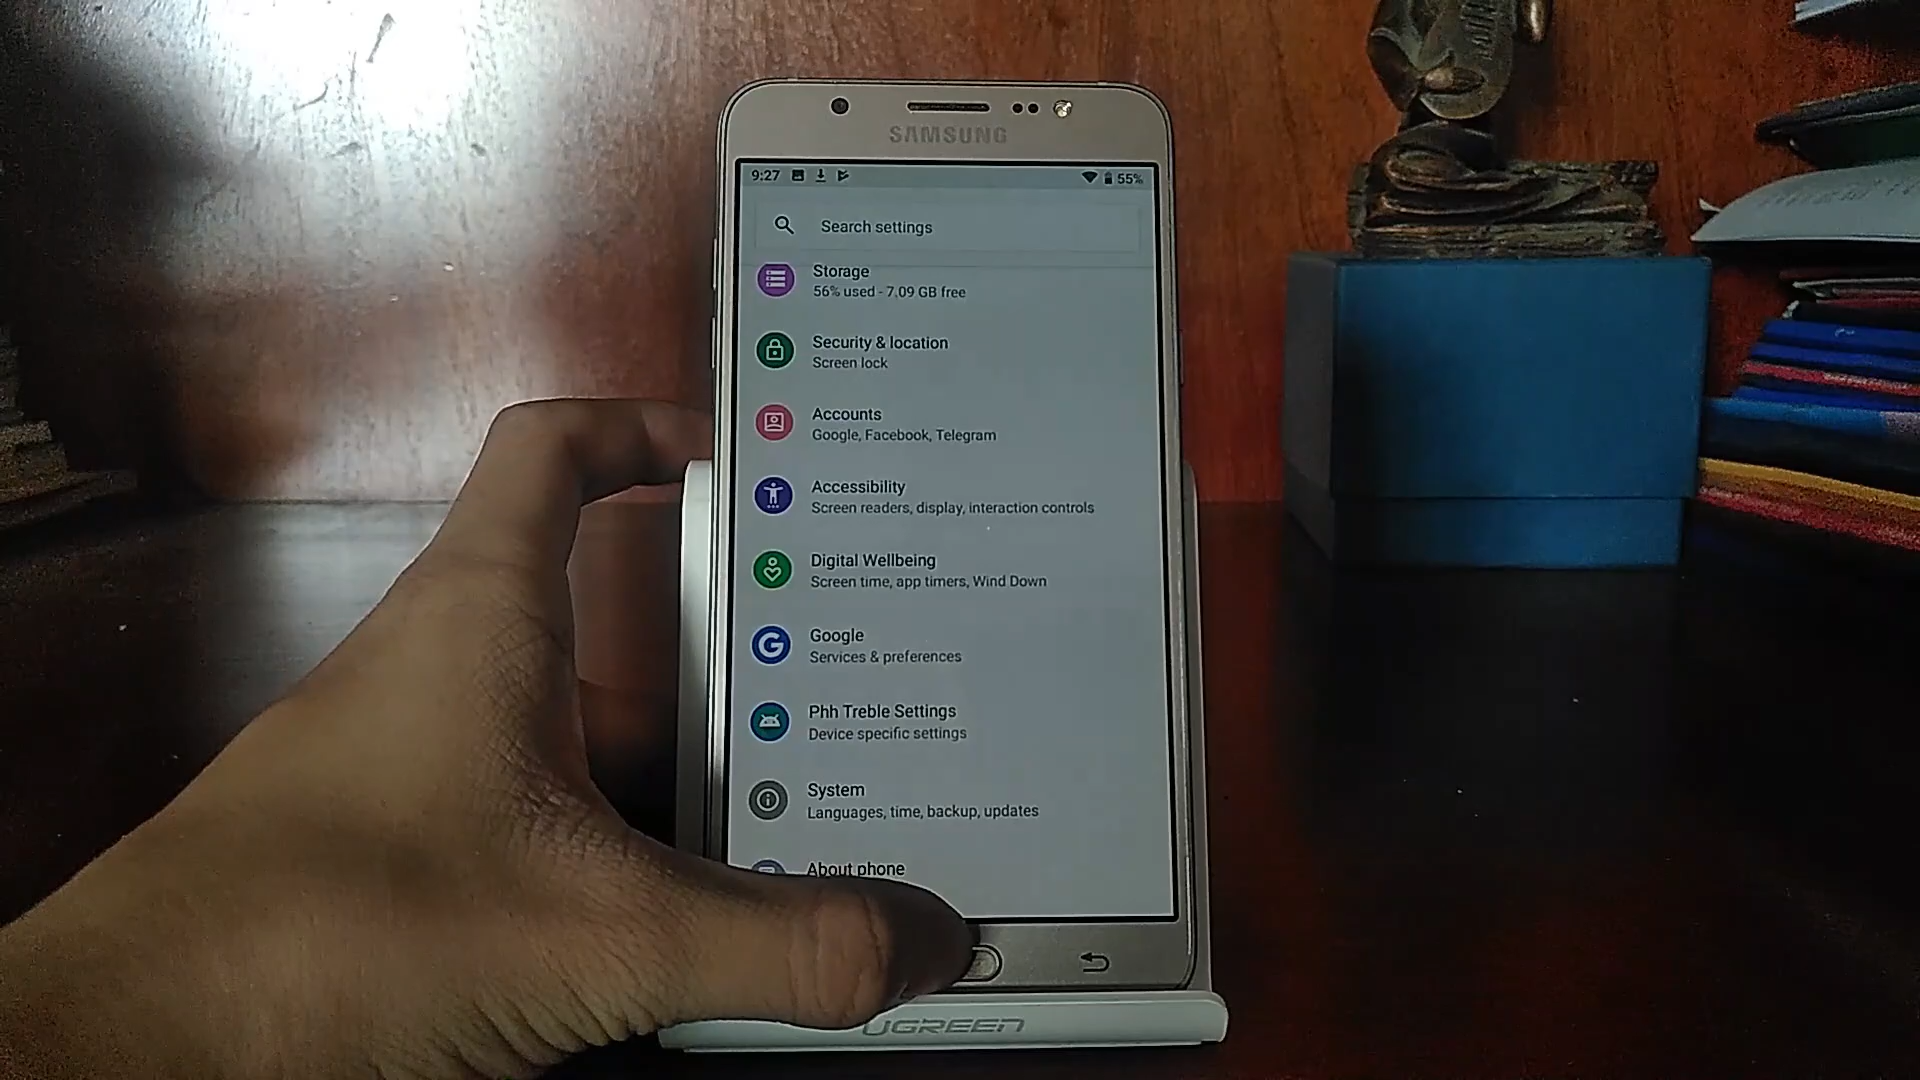 SAMSUNG
9:27 55%
Search settings
Storage
56% used - 7.09 GB free
Security & location
Screen lock
Accounts
Google, Facebook, Telegram
Accessibility
Screen readers, display, interaction controls
Digital Wellbeing
Screen time, app timers, Wind Down
Google
Services & preferences
Phh Treble Settings
Device specific settings
System
Languages, time, backup, updates
About phone
UGREEN